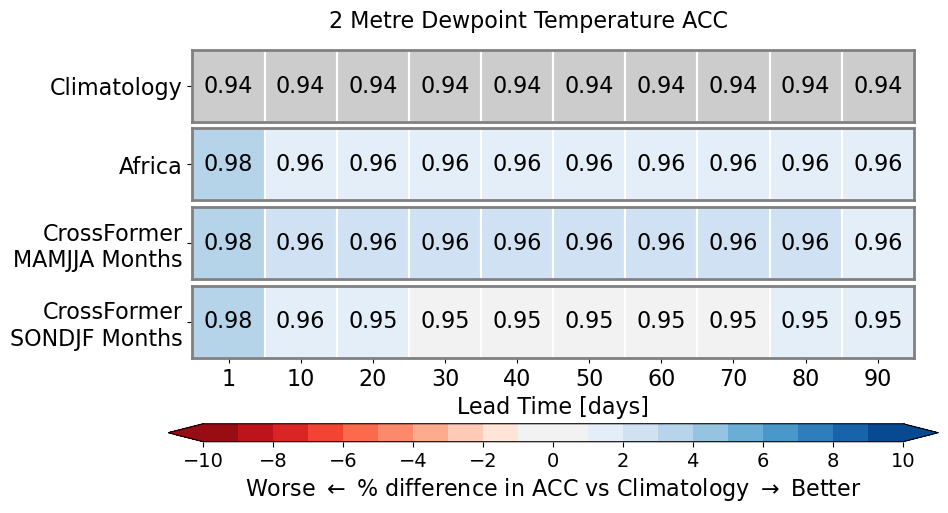 2 Metre Dewpoint Temperature ACC
Climatology 0.94 0.94 0.94 0.94 0.94 0.94 0.94 0.94 0.94 0.94
Africa 0.98 0.96 0.96 0.96 0.96 0.96 0.96 0.96 0.96 0.96
CrossFormer
MAMJJA Months 0.98 0.96 0.96 0.96 0.96 0.96 0.96 0.96 0.96 0.96
CrossFormer
SONDJF Months 0.98 0.96 0.95 0.95 0.95 0.95 0.95 0.95 0.95 0.95
1 10 20 30 40 50 60 70 80 90
Lead Time [days]
−10 −8 −6 −4 −2 0 2 4 6 8 10
Worse ← % difference in ACC vs Climatology → Better